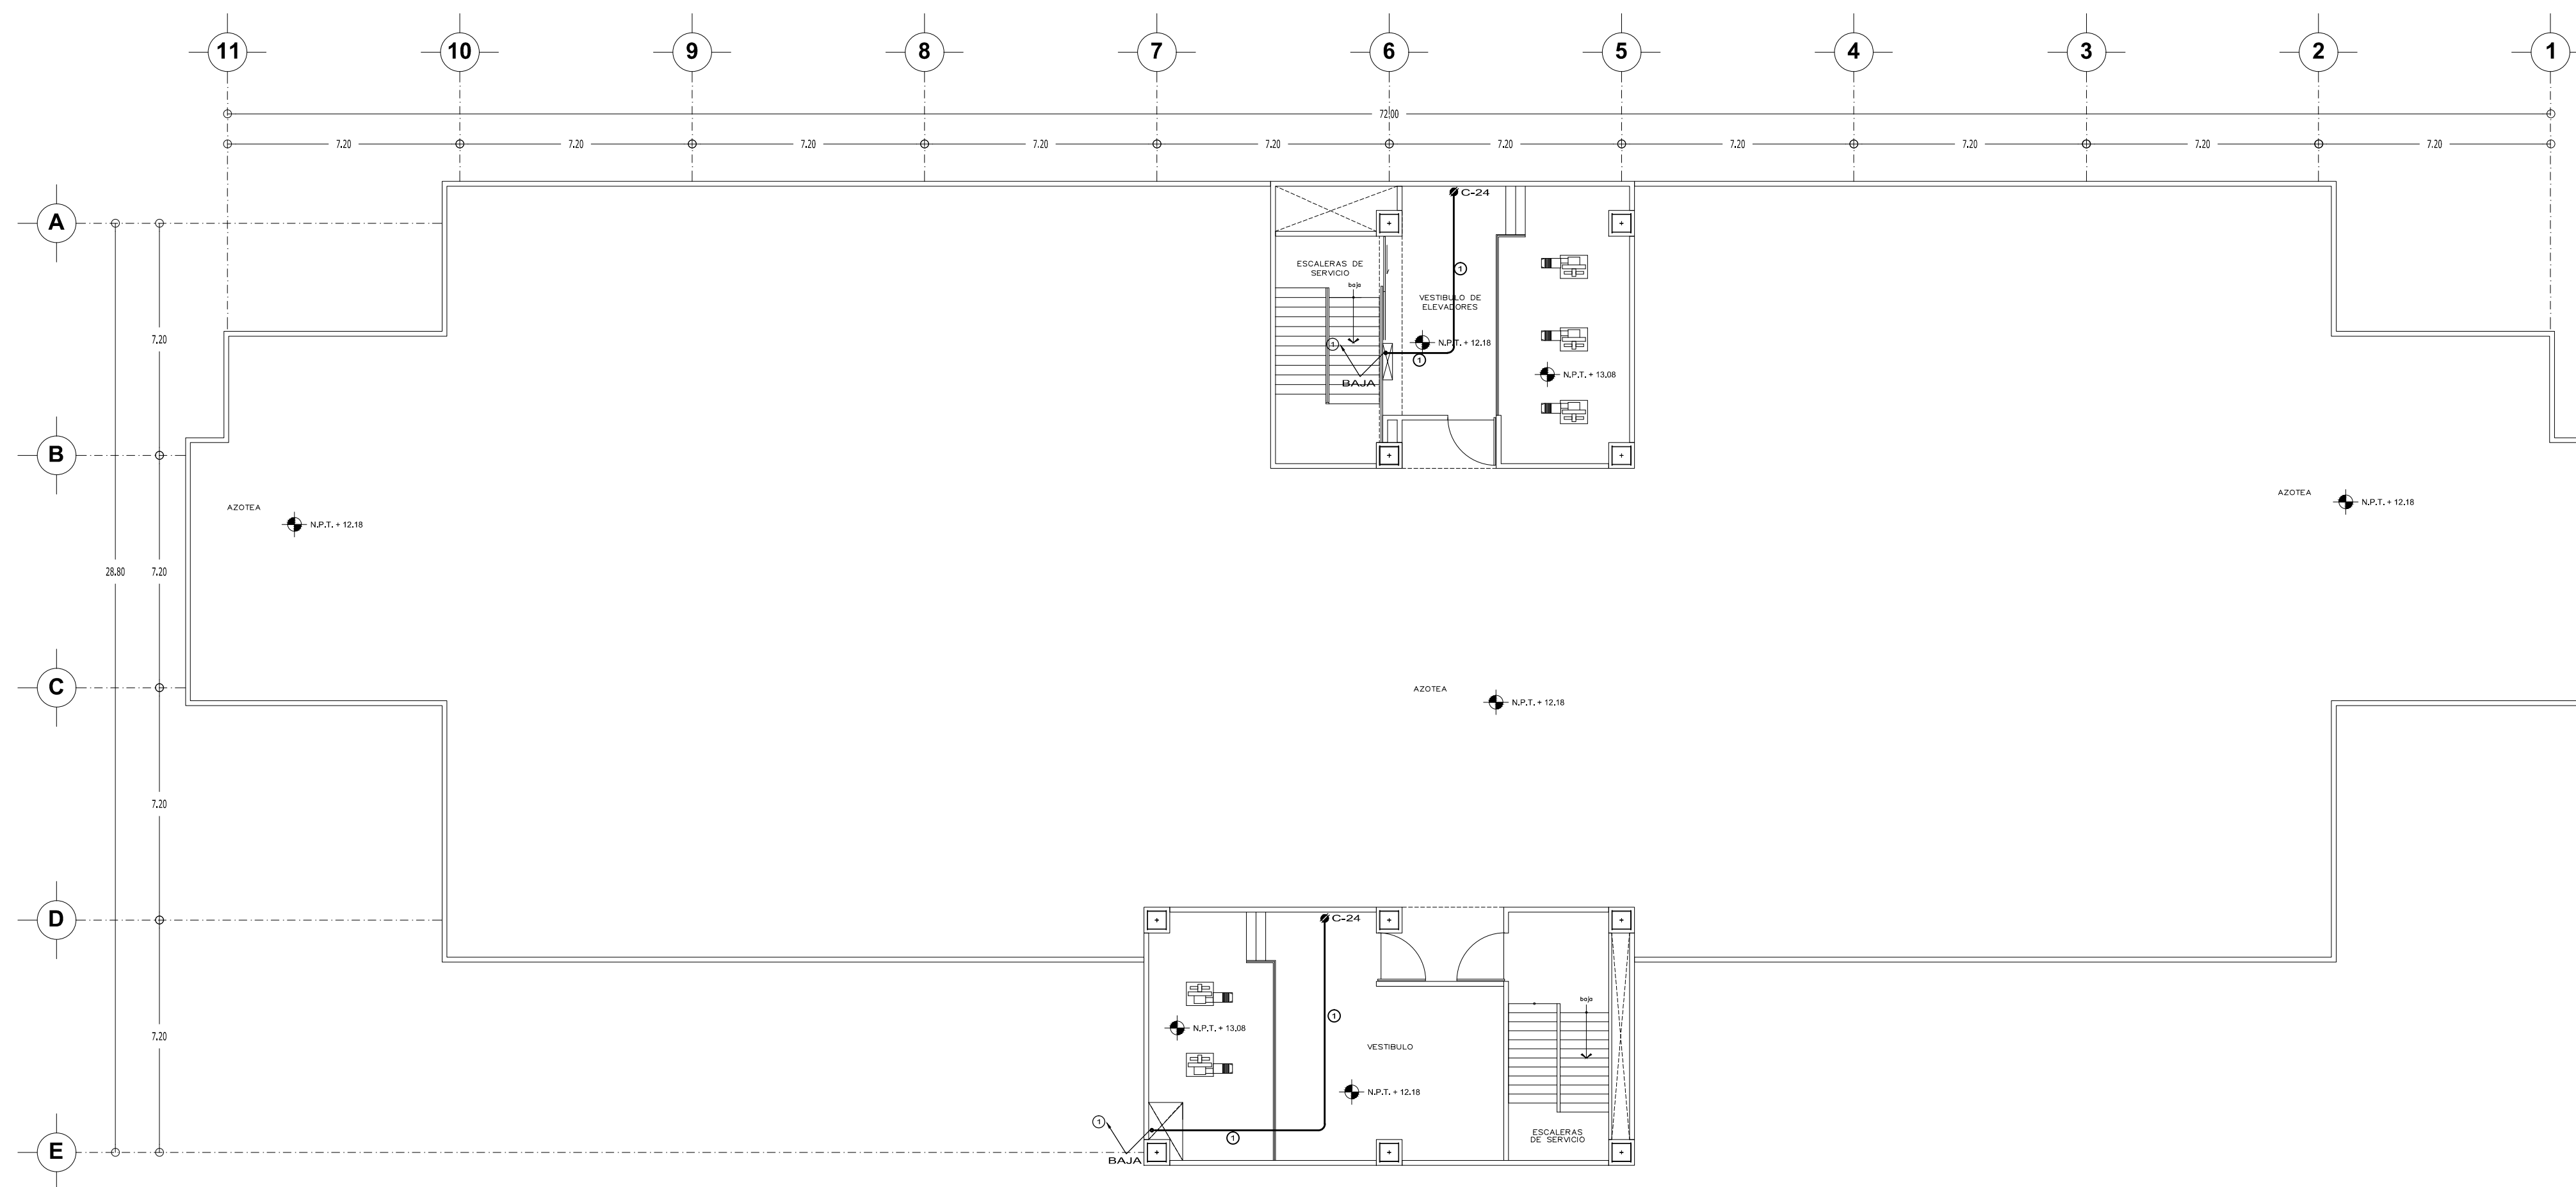 11 10 9 8 7 6 5 4 3 2 1
72.00
7.20 7.20 7.20 7.20 7.20 7.20 7.20 7.20 7.20 7.20
C-24
A
ESCALERAS DE
SERVICIO
1
baja
VESTIBULO DE
ELEVADORES
7.20
1
N.P.T. + 12.18
1
N.P.T. + 13.08
BAJA
B
AZOTEA
N.P.T. + 12.18
AZOTEA
N.P.T. + 12.18
28.80
7.20
C
AZOTEA
N.P.T. + 12.18
7.20
D
C-24
baja
1
N.P.T. + 13.08
7.20
VESTIBULO
N.P.T. + 12.18
1
1
ESCALERAS
DE SERVICIO
E
BAJA